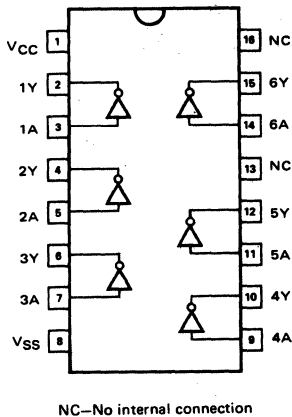 VCC 1 16 NC
1Y 2 15 6Y
1A 3 14 6A
2Y 4 13 NC
2A 5 12 5Y
3Y 6 11 5A
3A 7 10 4Y
VSS 8 9 4A
NC—No internal connection